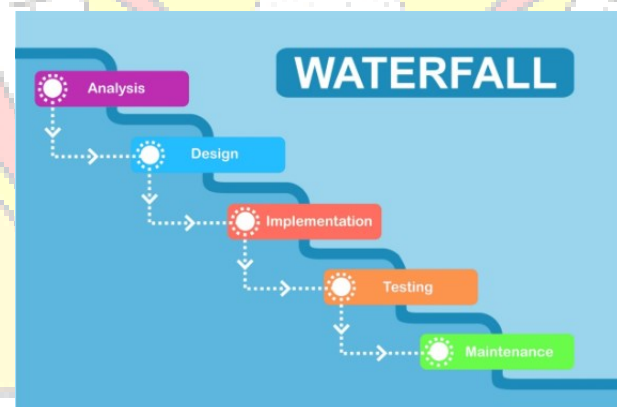 WATERFALL
Analysis
Design
Implementation
Testing
Maintenance